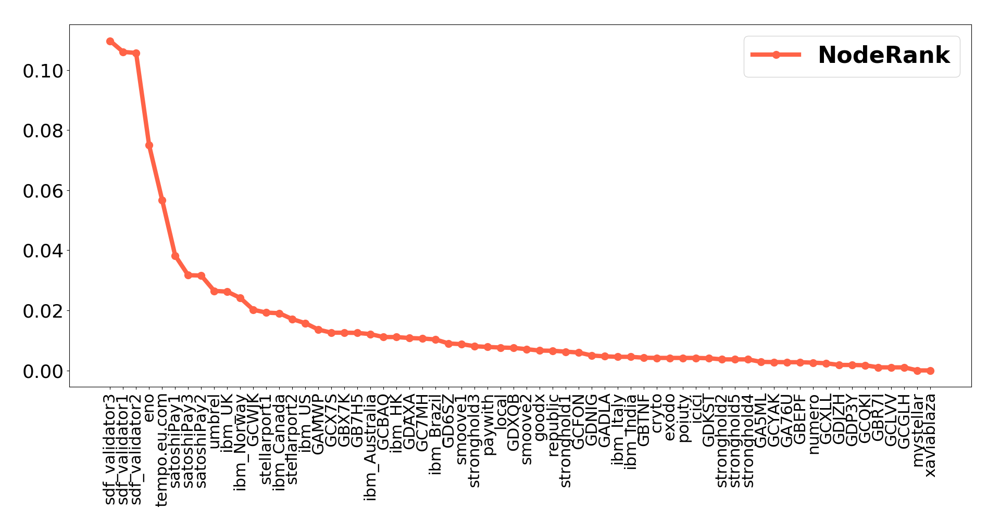 NodeRank
0.10
0.08
0.06
0.04
0.02
0.00
sdf_validator3
sdf_validator1
sdf_validator2
eno
tempo.eu.com
satoshiPay1
satoshiPay3
satoshiPay2
umbrel
ibm_UK
ibm_Norway
GCWJK
stellarport1
ibm_Canada
stellarport2
ibm_US
GAMWP
GCX7S
GBX7K
GB7H5
ibm_Australia
GCBAQ
ibm_HK
GDAXA
GC7MH
ibm_Brazil
GD6SZ
smoove1
stronghold3
paywith
local
GDXQB
smoove2
goodx
republic
stronghold1
GCFON
GDNIG
GADLA
ibm_Italy
ibm_India
GBTNF
cryto
exodo
poiuty
icici
GDKST
stronghold2
stronghold5
stronghold4
GA5ML
GCYAK
GA76U
GBEPF
numero
GCXLL
GDJZH
GDP3Y
GCQKI
GBR7I
GCLVV
GCGLH
mystellar
xaviablaza